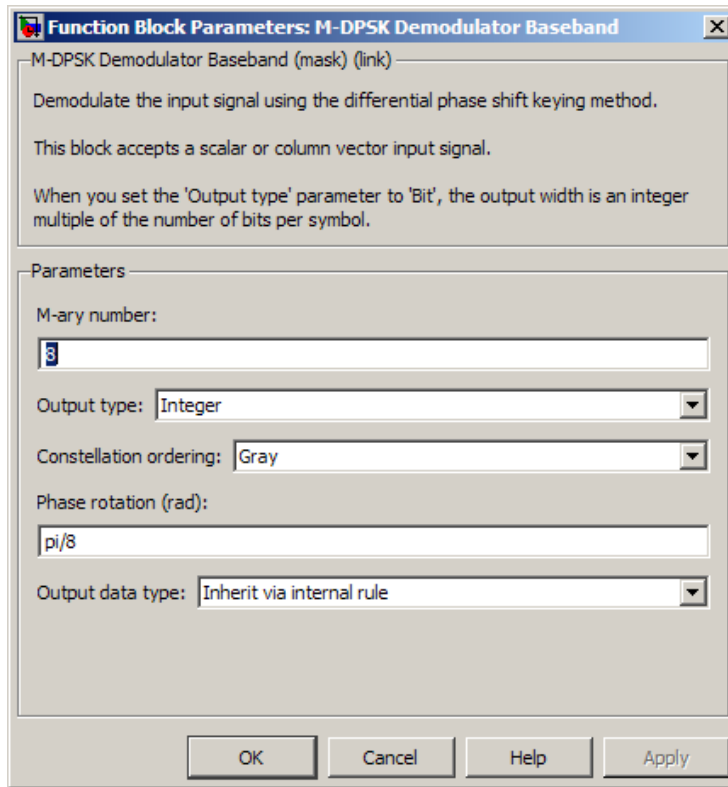 Function Block Parameters: M-DPSK Demodulator Baseband
M-DPSK Demodulator Baseband (mask) (link)
Demodulate the input signal using the differential phase shift keying method.
This block accepts a scalar or column vector input signal.
When you set the 'Output type' parameter to 'Bit', the output width is an integer
multiple of the number of bits per symbol.
Parameters
M-ary number:
8
Output type: Integer
Constellation ordering: Gray
Phase rotation (rad):
pi/8
Output data type: Inherit via internal rule
OK Cancel Help Apply